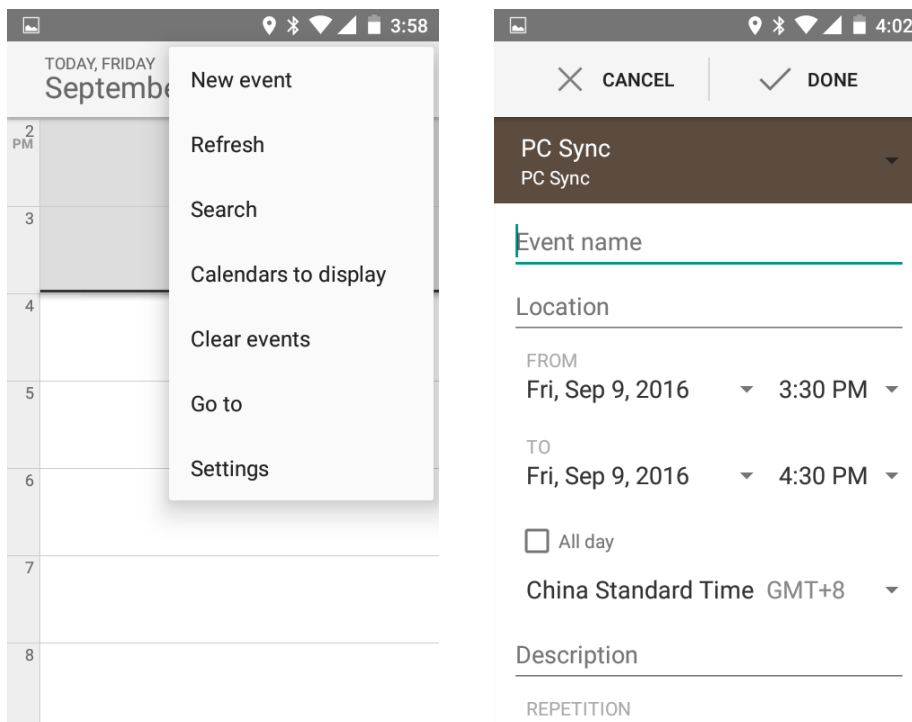 3:58
TODAY, FRIDAY
Septembe
New event
Refresh
Search
Calendars to display
Clear events
Go to
Settings
2
PM
3
4
5
6
7
8
4:02
CANCEL
DONE
PC Sync
PC Sync
Event name
Location
FROM
Fri, Sep 9, 2016 3:30 PM
TO
Fri, Sep 9, 2016 4:30 PM
All day
China Standard Time GMT+8
Description
REPETITION